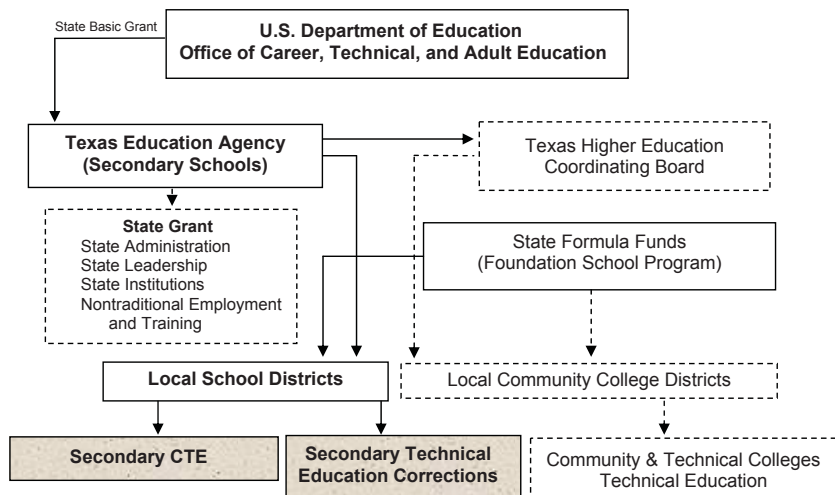 State Basic Grant
U.S. Department of Education
Office of Career, Technical, and Adult Education
Texas Education Agency
(Secondary Schools)
Texas Higher Education
Coordinating Board
State Grant
State Administration
State Leadership
State Institutions
Nontraditional Employment
and Training
State Formula Funds
(Foundation School Program)
Local School Districts
Local Community College Districts
Secondary CTE
Secondary Technical
Education Corrections
Community & Technical Colleges
Technical Education